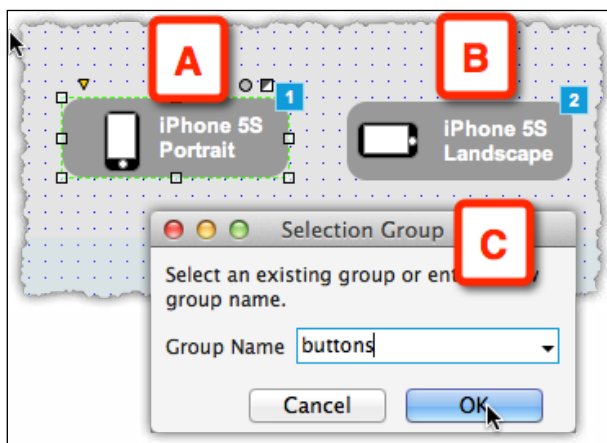 A
B
1
iPhone 5S
Portrait
2
iPhone 5S
Landscape
C
Selection Group
Select an existing group or ent
group name.
Group Name buttons
Cancel
OK